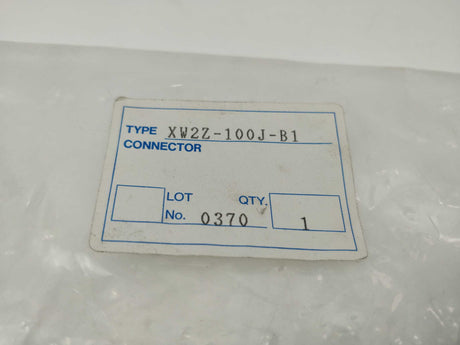 TYPE XW2Z-100J-B1
CONNECTOR
LOT QTY.
No. 0370 1